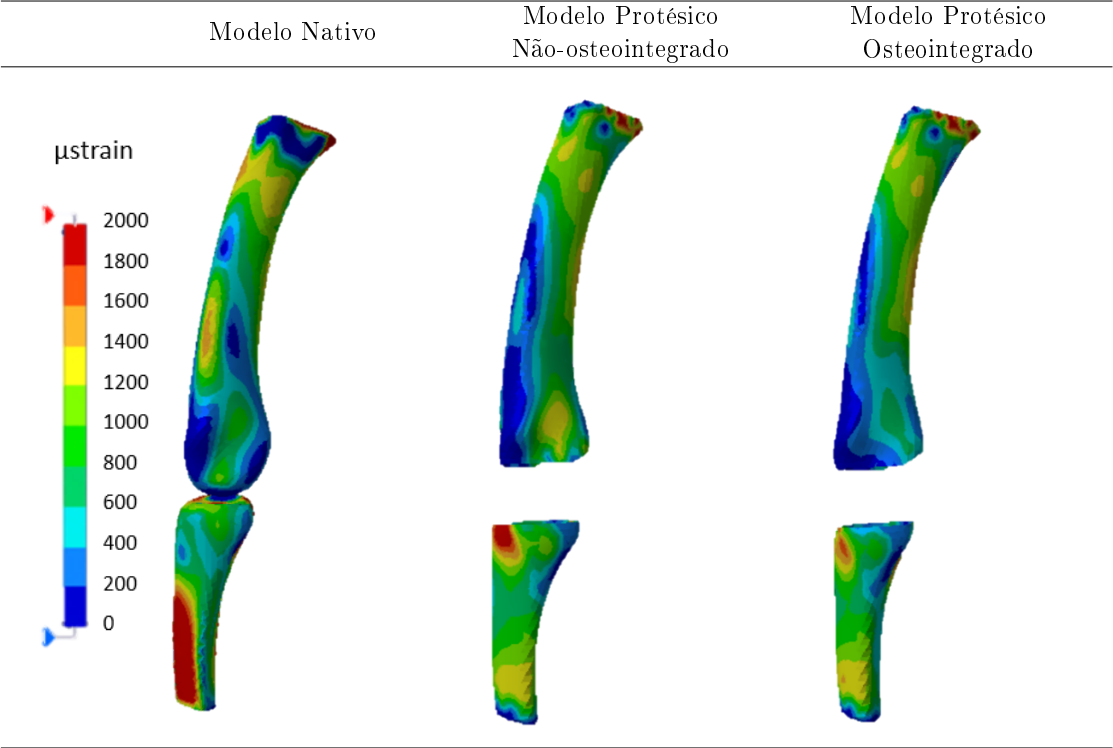 Modelo Nativo
Modelo Protésico
Não-osteointegrado
Modelo Protésico
Osteointegrado
µstrain
2000
1800
1600
1400
1200
1000
800
600
400
200
0